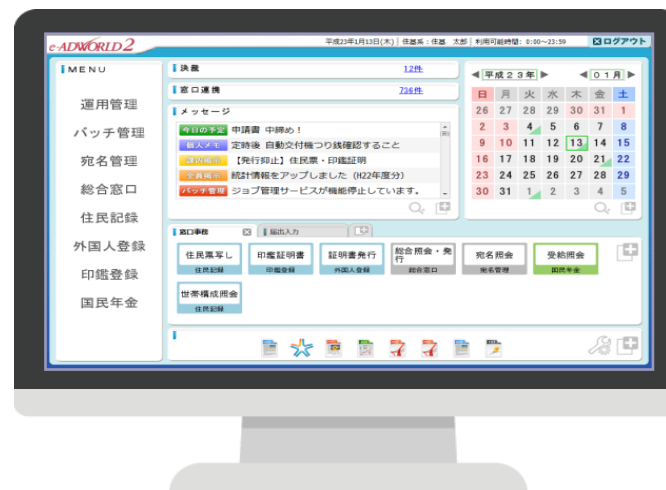 e-ADWORLD2
平成23年1月13日(木) 住基系：住基 太郎 利用可能時間：0:00～23:59 ログアウト
MENU
運用管理
バッチ管理
宛名管理
総合窓口
住民記録
外国人登録
印鑑登録
国民年金
決裁 12件
窓口連携 736件
メッセージ
今日の予定 申請書 中締め！
個人メモ 定時後 自動交付機つり銭確認すること
課内掲示 【発行抑止】住民票・印鑑証明
全員掲示 統計情報をアップしました（H22年度分）
バッチ管理 ジョブ管理サービスが機能停止しています。
平成23年 01月
日 月 火 水 木 金 土
26 27 28 29 30 31 1
2 3 4 5 6 7 8
9 10 11 12 13 14 15
16 17 18 19 20 21 22
23 24 25 26 27 28 29
30 31 1 2 3 4 5
窓口事務 届出入力
住民票写し 住民記録
印鑑証明書 印鑑登録
証明書発行 外国人登録
総合照会・発行 総合窓口
宛名照会 宛名管理
受給照会 国民年金
世帯構成照会 住民記録